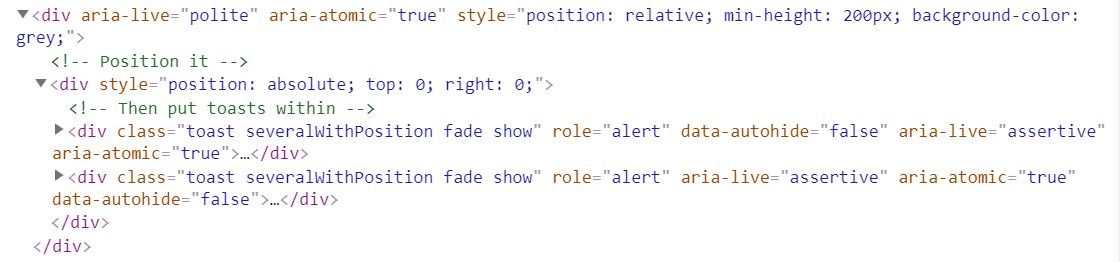 ▼<div aria-live="polite" aria-atomic="true" style="position: relative; min-height: 200px; background-color:
grey;">
<!-- Position it -->
▼<div style="position: absolute; top: 0; right: 0;">
<!-- Then put toasts within -->
▶<div class="toast severalWithPosition fade show" role="alert" data-autohide="false" aria-live="assertive"
aria-atomic="true">…</div>
▶<div class="toast severalWithPosition fade show" role="alert" aria-live="assertive" aria-atomic="true"
data-autohide="false">…</div>
</div>
</div>